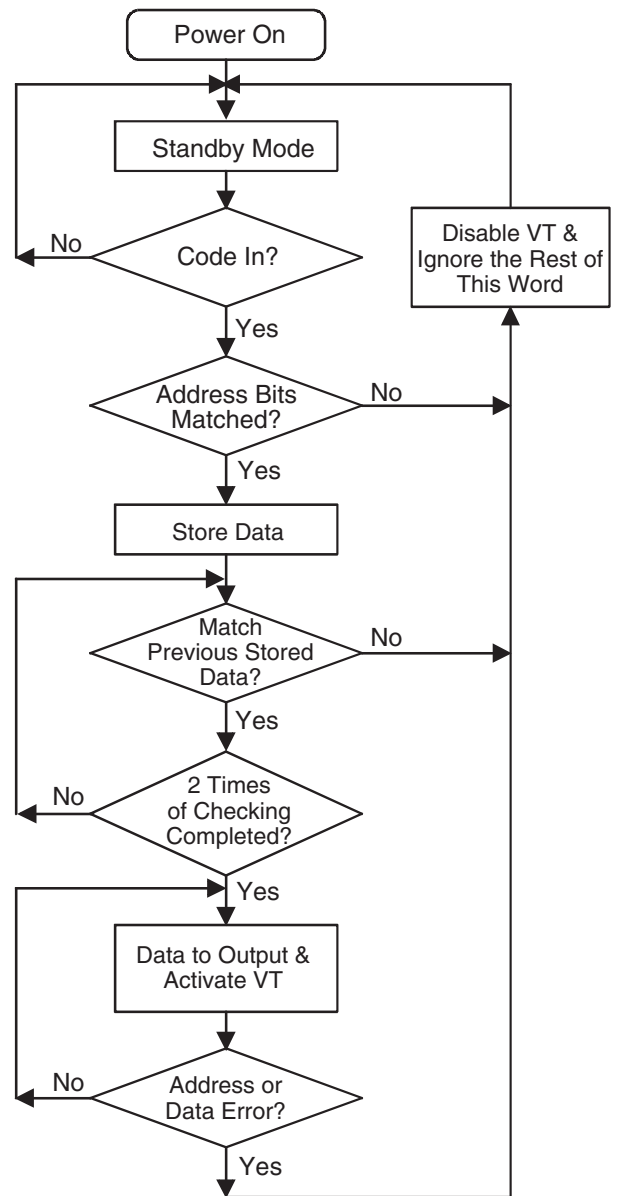 Power On
Standby Mode
Code In?
No
Yes
Disable VT &
Ignore the Rest of
This Word
Address Bits
Matched?
No
Yes
Store Data
Match
Previous Stored
Data?
No
Yes
2 Times
of Checking
Completed?
No
Yes
Data to Output &
Activate VT
Address or
Data Error?
No
Yes